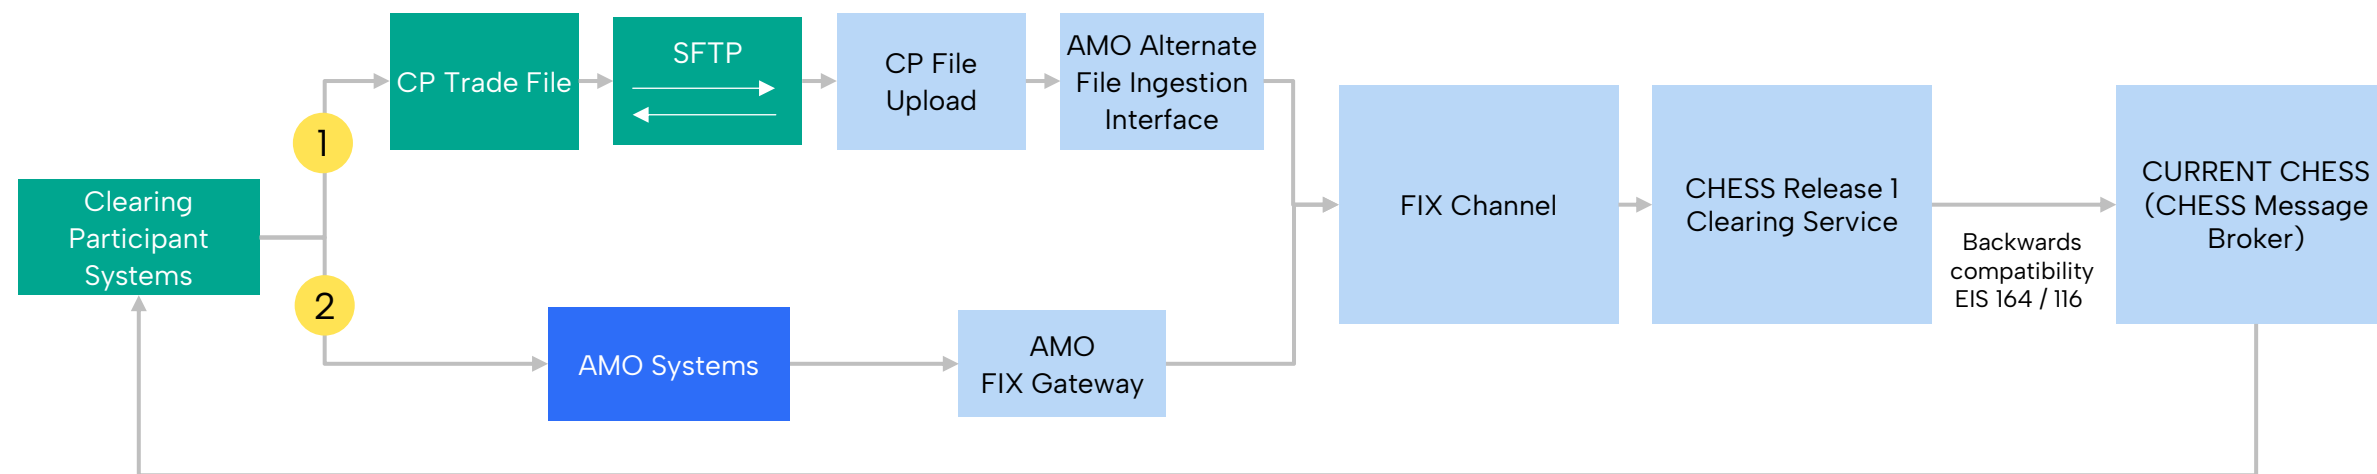 Clearing
Participant
Systems
1
CP Trade File
SFTP
CP File
Upload
AMO Alternate
File Ingestion
Interface
2
AMO Systems
AMO
FIX Gateway
FIX Channel
CHESS Release 1
Clearing Service
Backwards
compatibility
EIS 164 / 116
CURRENT CHESS
(CHESS Message
Broker)